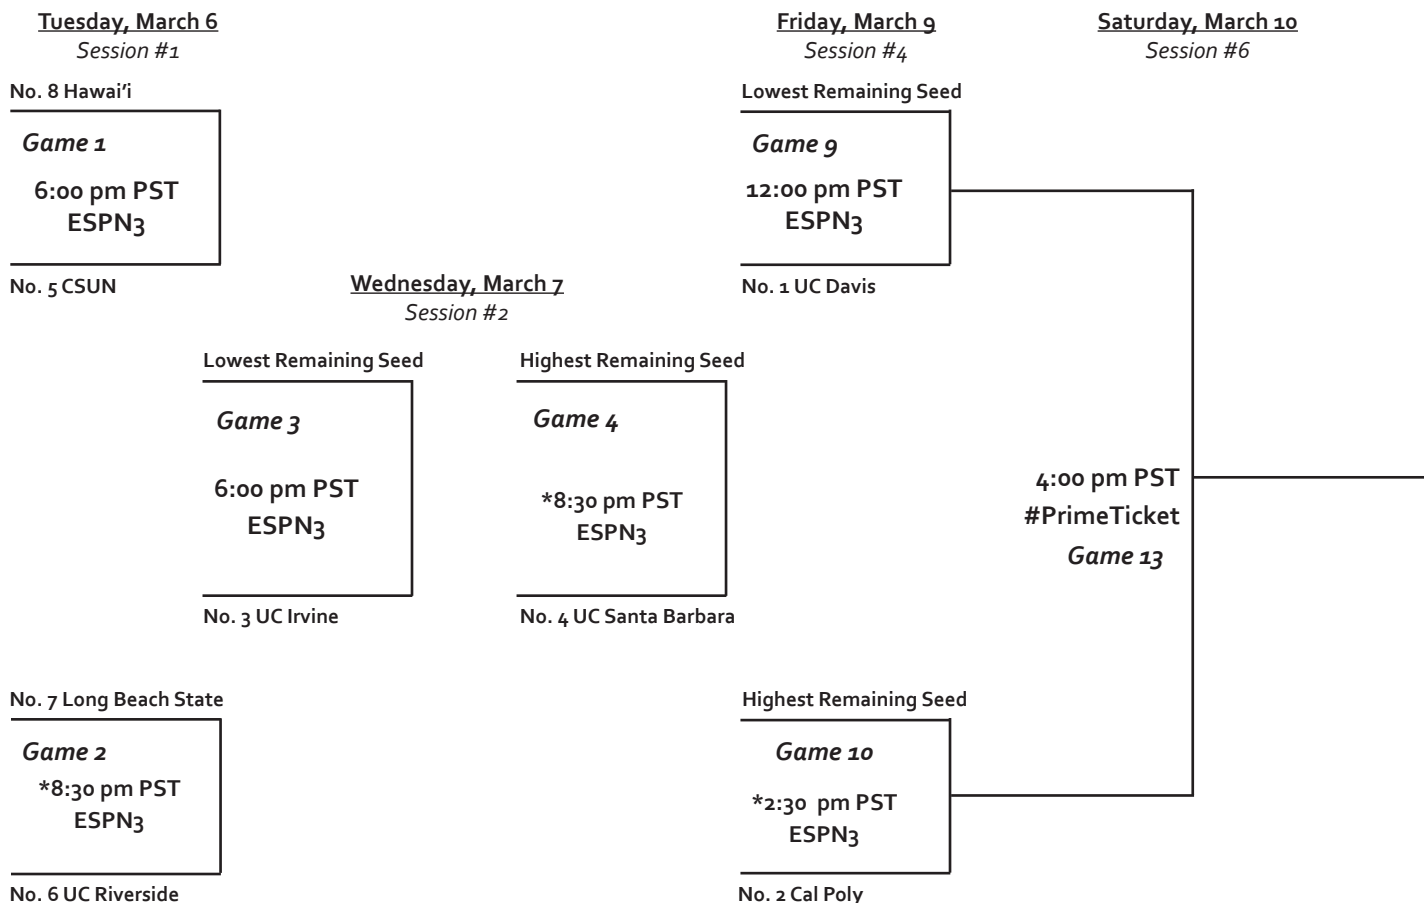 Tuesday, March 6
Session #1
No. 8 Hawai'i
Game 1
6:00 pm PST
ESPN3
No. 5 CSUN
Wednesday, March 7
Session #2
Lowest Remaining Seed
Game 3
6:00 pm PST
ESPN3
No. 3 UC Irvine
Highest Remaining Seed
Game 4
*8:30 pm PST
ESPN3
No. 4 UC Santa Barbara
No. 7 Long Beach State
Game 2
*8:30 pm PST
ESPN3
No. 6 UC Riverside
Friday, March 9
Session #4
Lowest Remaining Seed
Game 9
12:00 pm PST
ESPN3
No. 1 UC Davis
Highest Remaining Seed
Game 10
*2:30 pm PST
ESPN3
No. 2 Cal Poly
Saturday, March 10
Session #6
4:00 pm PST
#PrimeTicket
Game 13